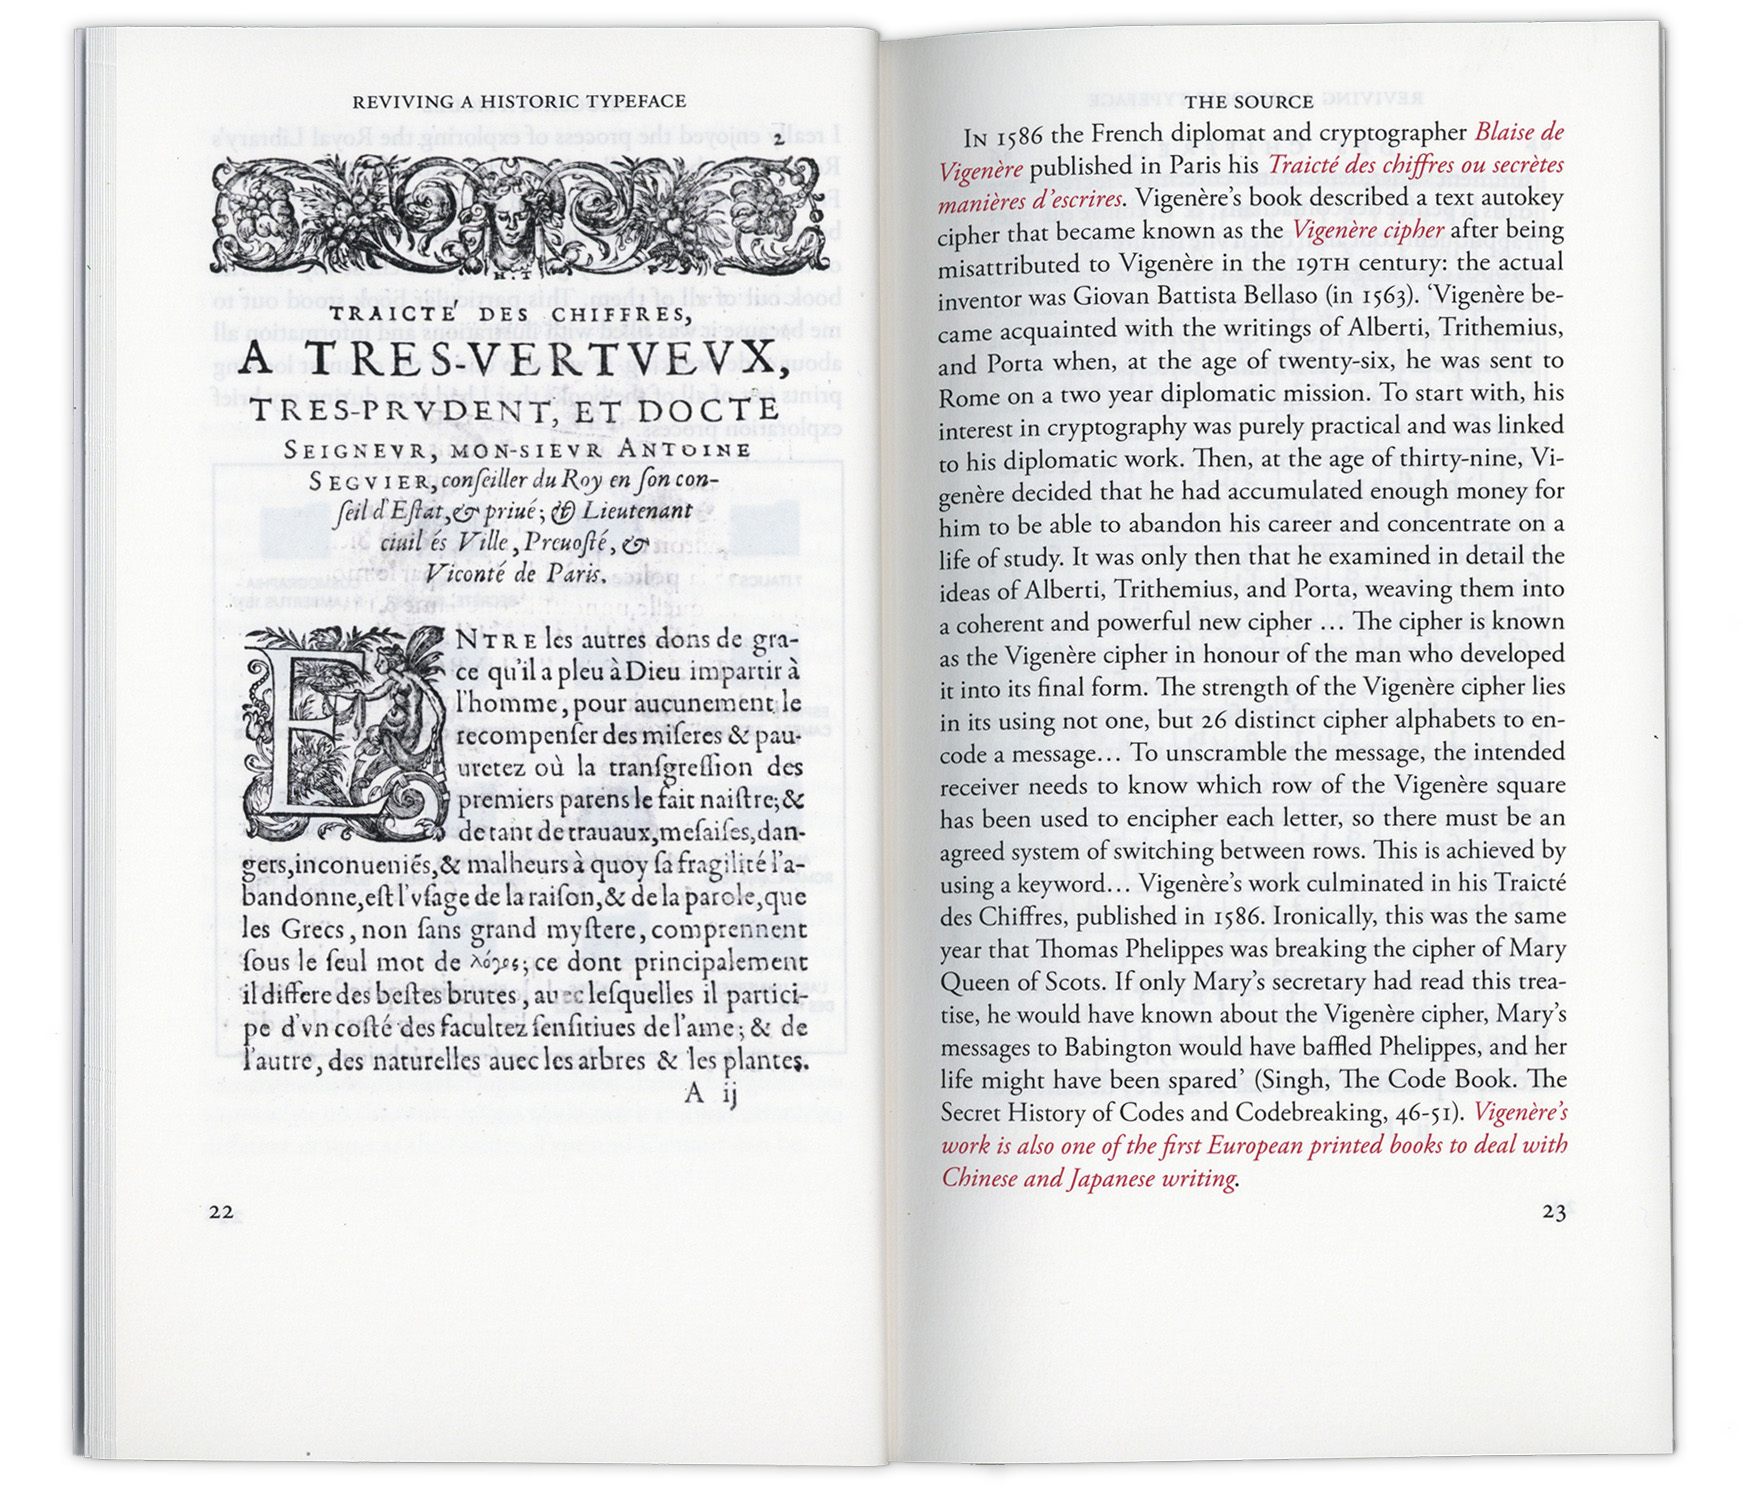 REVIVING A HISTORIC TYPEFACE
2
H. T
TRAICTÉ DES CHIFFRES,
A TRES-VERTVEVX,
TRES-PRVDENT, ET DOCTE
SEIGNEVR, MON-SIEVR ANTOINE
SEGVIER, conſeiller du Roy en ſon con-
ſeil d'Eſtat, & priué; & Lieutenant
ciuil és Ville, Preuoſté, &
Viconté de Paris.
ENTRE les autres dons de gra-
ce qu'il a pleu à Dieu impartir à
l'homme, pour aucunement le
recompenſer des miſeres & pau-
uretez où la tranſgreſſion des
premiers parens le fait naiſtre; &
de tant de trauaux, meſaiſes, dan-
gers, inconueniẽs, & malheurs à quoy ſa fragilité l'a-
bandonne, eſt l'vſage de la raiſon, & de la parole, que
les Grecs, non ſans grand myſtere, comprennent
ſous le ſeul mot de λόγος; ce dont principalement
il differe des beſtes brutes, auec leſquelles il partici-
pe d'vn coſté des facultez ſenſitiues de l'ame; & de
l'autre, des naturelles auec les arbres & les plantes.
A ij
22
THE SOURCE
IN 1586 the French diplomat and cryptographer Blaise de
Vigenère published in Paris his Traicté des chiffres ou secrètes
manières d'escrires. Vigenère's book described a text autokey
cipher that became known as the Vigenère cipher after being
misattributed to Vigenère in the 19TH century: the actual
inventor was Giovan Battista Bellaso (in 1563). ‘Vigenère be-
came acquainted with the writings of Alberti, Trithemius,
and Porta when, at the age of twenty-six, he was sent to
Rome on a two year diplomatic mission. To start with, his
interest in cryptography was purely practical and was linked
to his diplomatic work. Then, at the age of thirty-nine, Vi-
genère decided that he had accumulated enough money for
him to be able to abandon his career and concentrate on a
life of study. It was only then that he examined in detail the
ideas of Alberti, Trithemius, and Porta, weaving them into
a coherent and powerful new cipher … The cipher is known
as the Vigenère cipher in honour of the man who developed
it into its final form. The strength of the Vigenère cipher lies
in its using not one, but 26 distinct cipher alphabets to en-
code a message… To unscramble the message, the intended
receiver needs to know which row of the Vigenère square
has been used to encipher each letter, so there must be an
agreed system of switching between rows. This is achieved by
using a keyword… Vigenère's work culminated in his Traicté
des Chiffres, published in 1586. Ironically, this was the same
year that Thomas Phelippes was breaking the cipher of Mary
Queen of Scots. If only Mary's secretary had read this trea-
tise, he would have known about the Vigenère cipher, Mary's
messages to Babington would have baffled Phelippes, and her
life might have been spared’ (Singh, The Code Book. The
Secret History of Codes and Codebreaking, 46-51). Vigenère's
work is also one of the first European printed books to deal with
Chinese and Japanese writing.
23